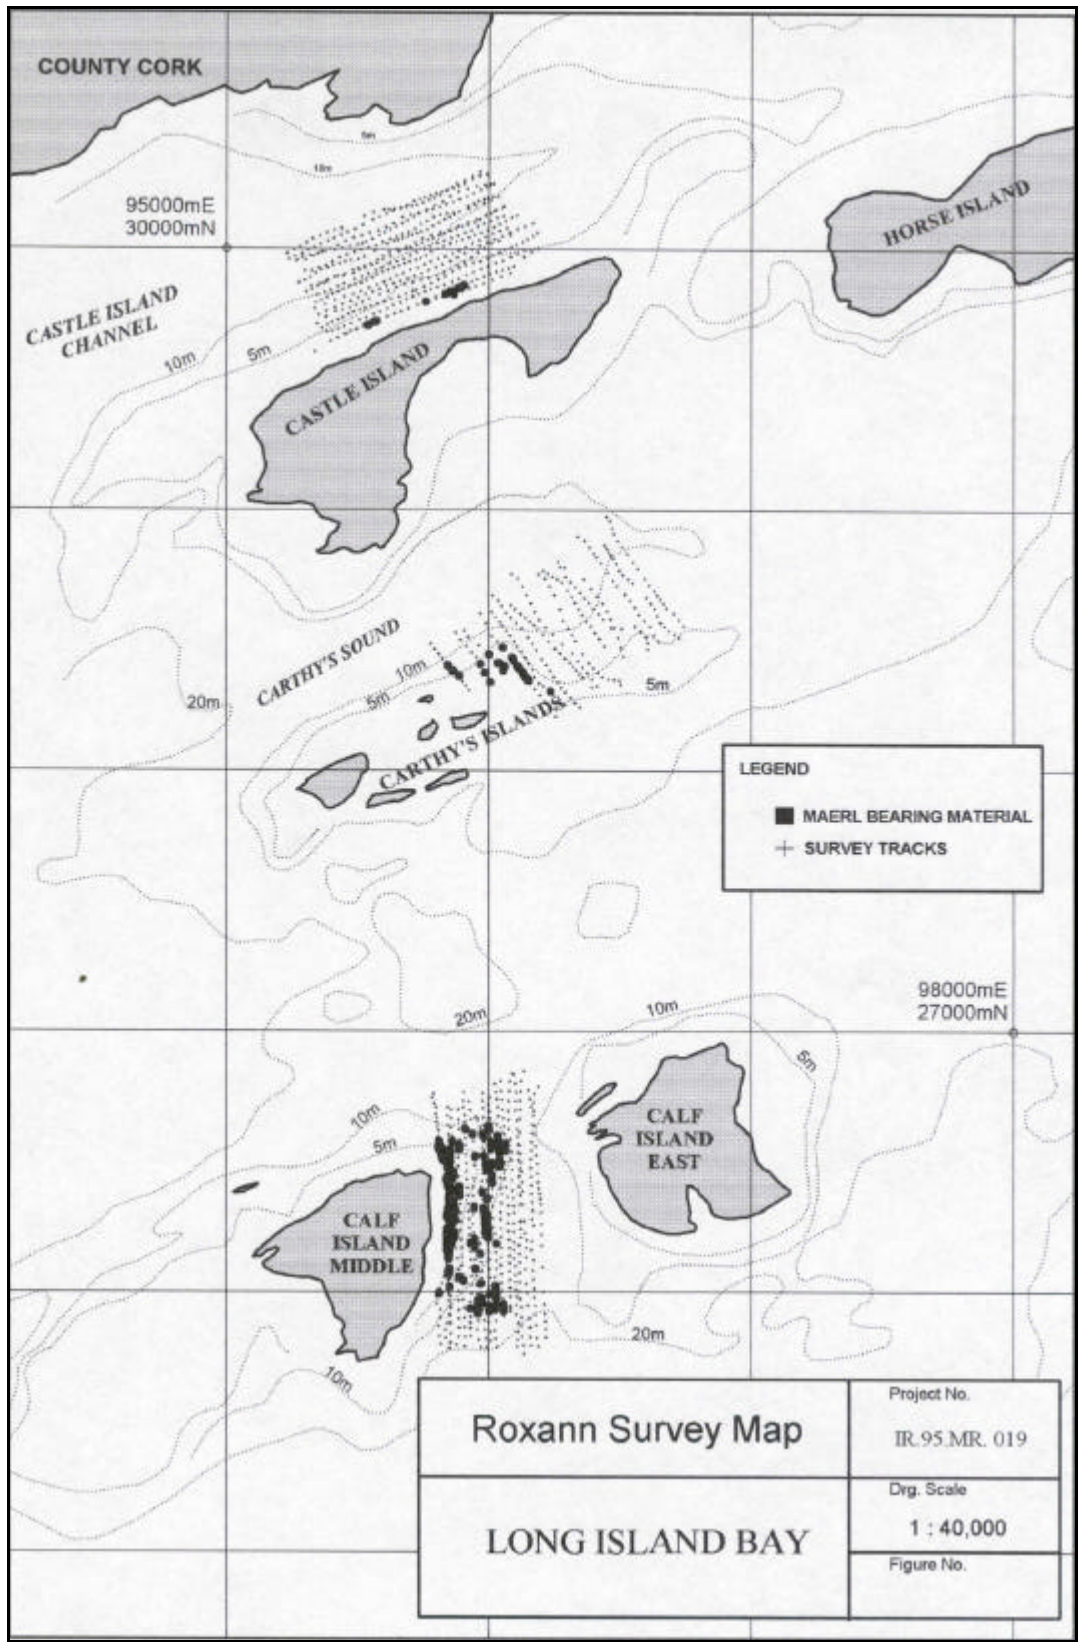 COUNTY CORK
5m
10m
95000mE
30000mN
HORSE ISLAND
CASTLE ISLAND
CHANNEL
10m
5m
CASTLE ISLAND
CARTHY'S SOUND
10m
5m
20m
5m
CARTHY'S ISLANDS
LEGEND
MAERL BEARING MATERIAL
SURVEY TRACKS
98000mE
27000mN
20m
10m
5m
10m
5m
CALF
ISLAND
EAST
CALF
ISLAND
MIDDLE
20m
10m
Roxann Survey Map
LONG ISLAND BAY
Project No.
IR.95.MR. 019
Drg. Scale
1 : 40,000
Figure No.